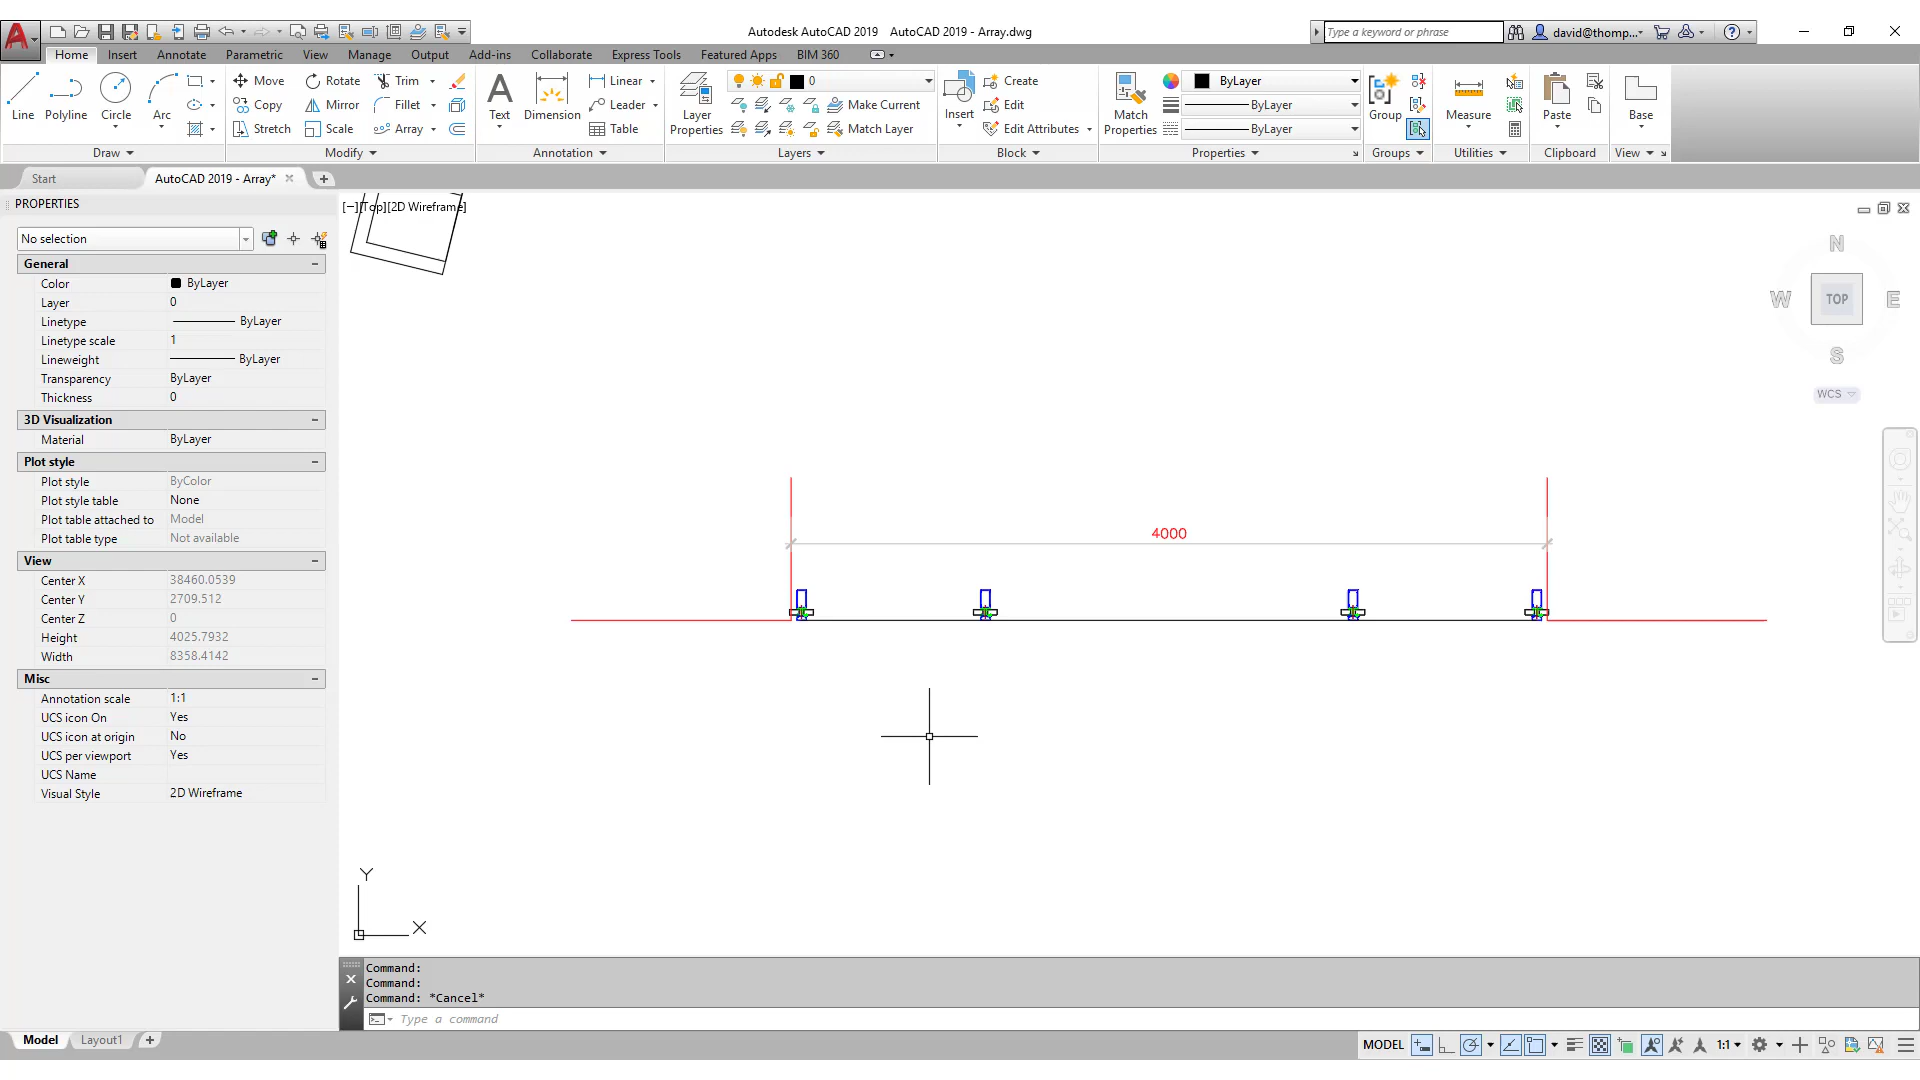 Autodesk AutoCAD 2019 AutoCAD 2019 - Array.dwg
Type a keyword or phrase
david@thomp...
Home Insert Annotate Parametric View Manage Output Add-ins Collaborate Express Tools Featured Apps BIM 360
Line Polyline Circle Arc
Move Rotate Trim
Copy Mirror Fillet
Stretch Scale Array
Text Dimension
Linear
Leader
Table
Layer Properties
0
Make Current
Match Layer
Insert
Create
Edit
Edit Attributes
Match Properties
ByLayer
ByLayer
ByLayer
Group
Measure
Paste
Base
Draw Modify Annotation Layers Block Properties Groups Utilities Clipboard View
Start AutoCAD 2019 - Array*
PROPERTIES
No selection
General
Color ByLayer
Layer 0
Linetype ByLayer
Linetype scale 1
Lineweight ByLayer
Transparency ByLayer
Thickness 0
3D Visualization
Material ByLayer
Plot style
Plot style ByColor
Plot style table None
Plot table attached to Model
Plot table type Not available
View
Center X 38460.0539
Center Y 2709.512
Center Z 0
Height 4025.7932
Width 8358.4142
Misc
Annotation scale 1:1
UCS icon On Yes
UCS icon at origin No
UCS per viewport Yes
UCS Name
Visual Style 2D Wireframe
[−][Top][2D Wireframe]
N
W TOP E
S
WCS
4000
Y
X
Command:
Command:
Command: *Cancel*
Type a command
Model Layout1
MODEL 1:1